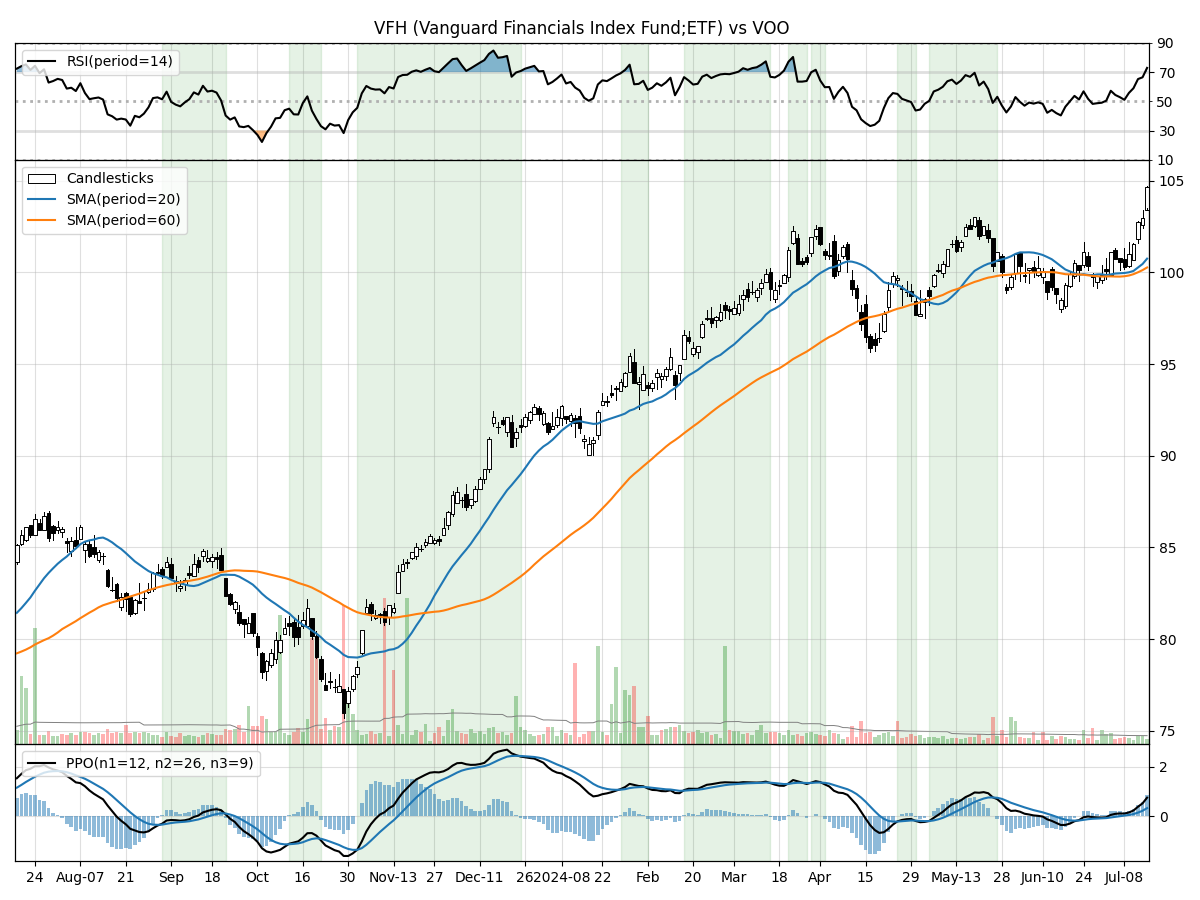 VFH (Vanguard Financials Index Fund;ETF) vs VOO
RSI(period=14)
90
70
50
30
10
Candlesticks
SMA(period=20)
SMA(period=60)
105
100
95
90
85
80
75
PPO(n1=12, n2=26, n3=9)
2
0
24 Aug-07 21 Sep 18 Oct 16 30 Nov-13 27 Dec-11 26 2024-08 22 Feb 20 Mar 18 Apr 15 29 May-13 28 Jun-10 24 Jul-08